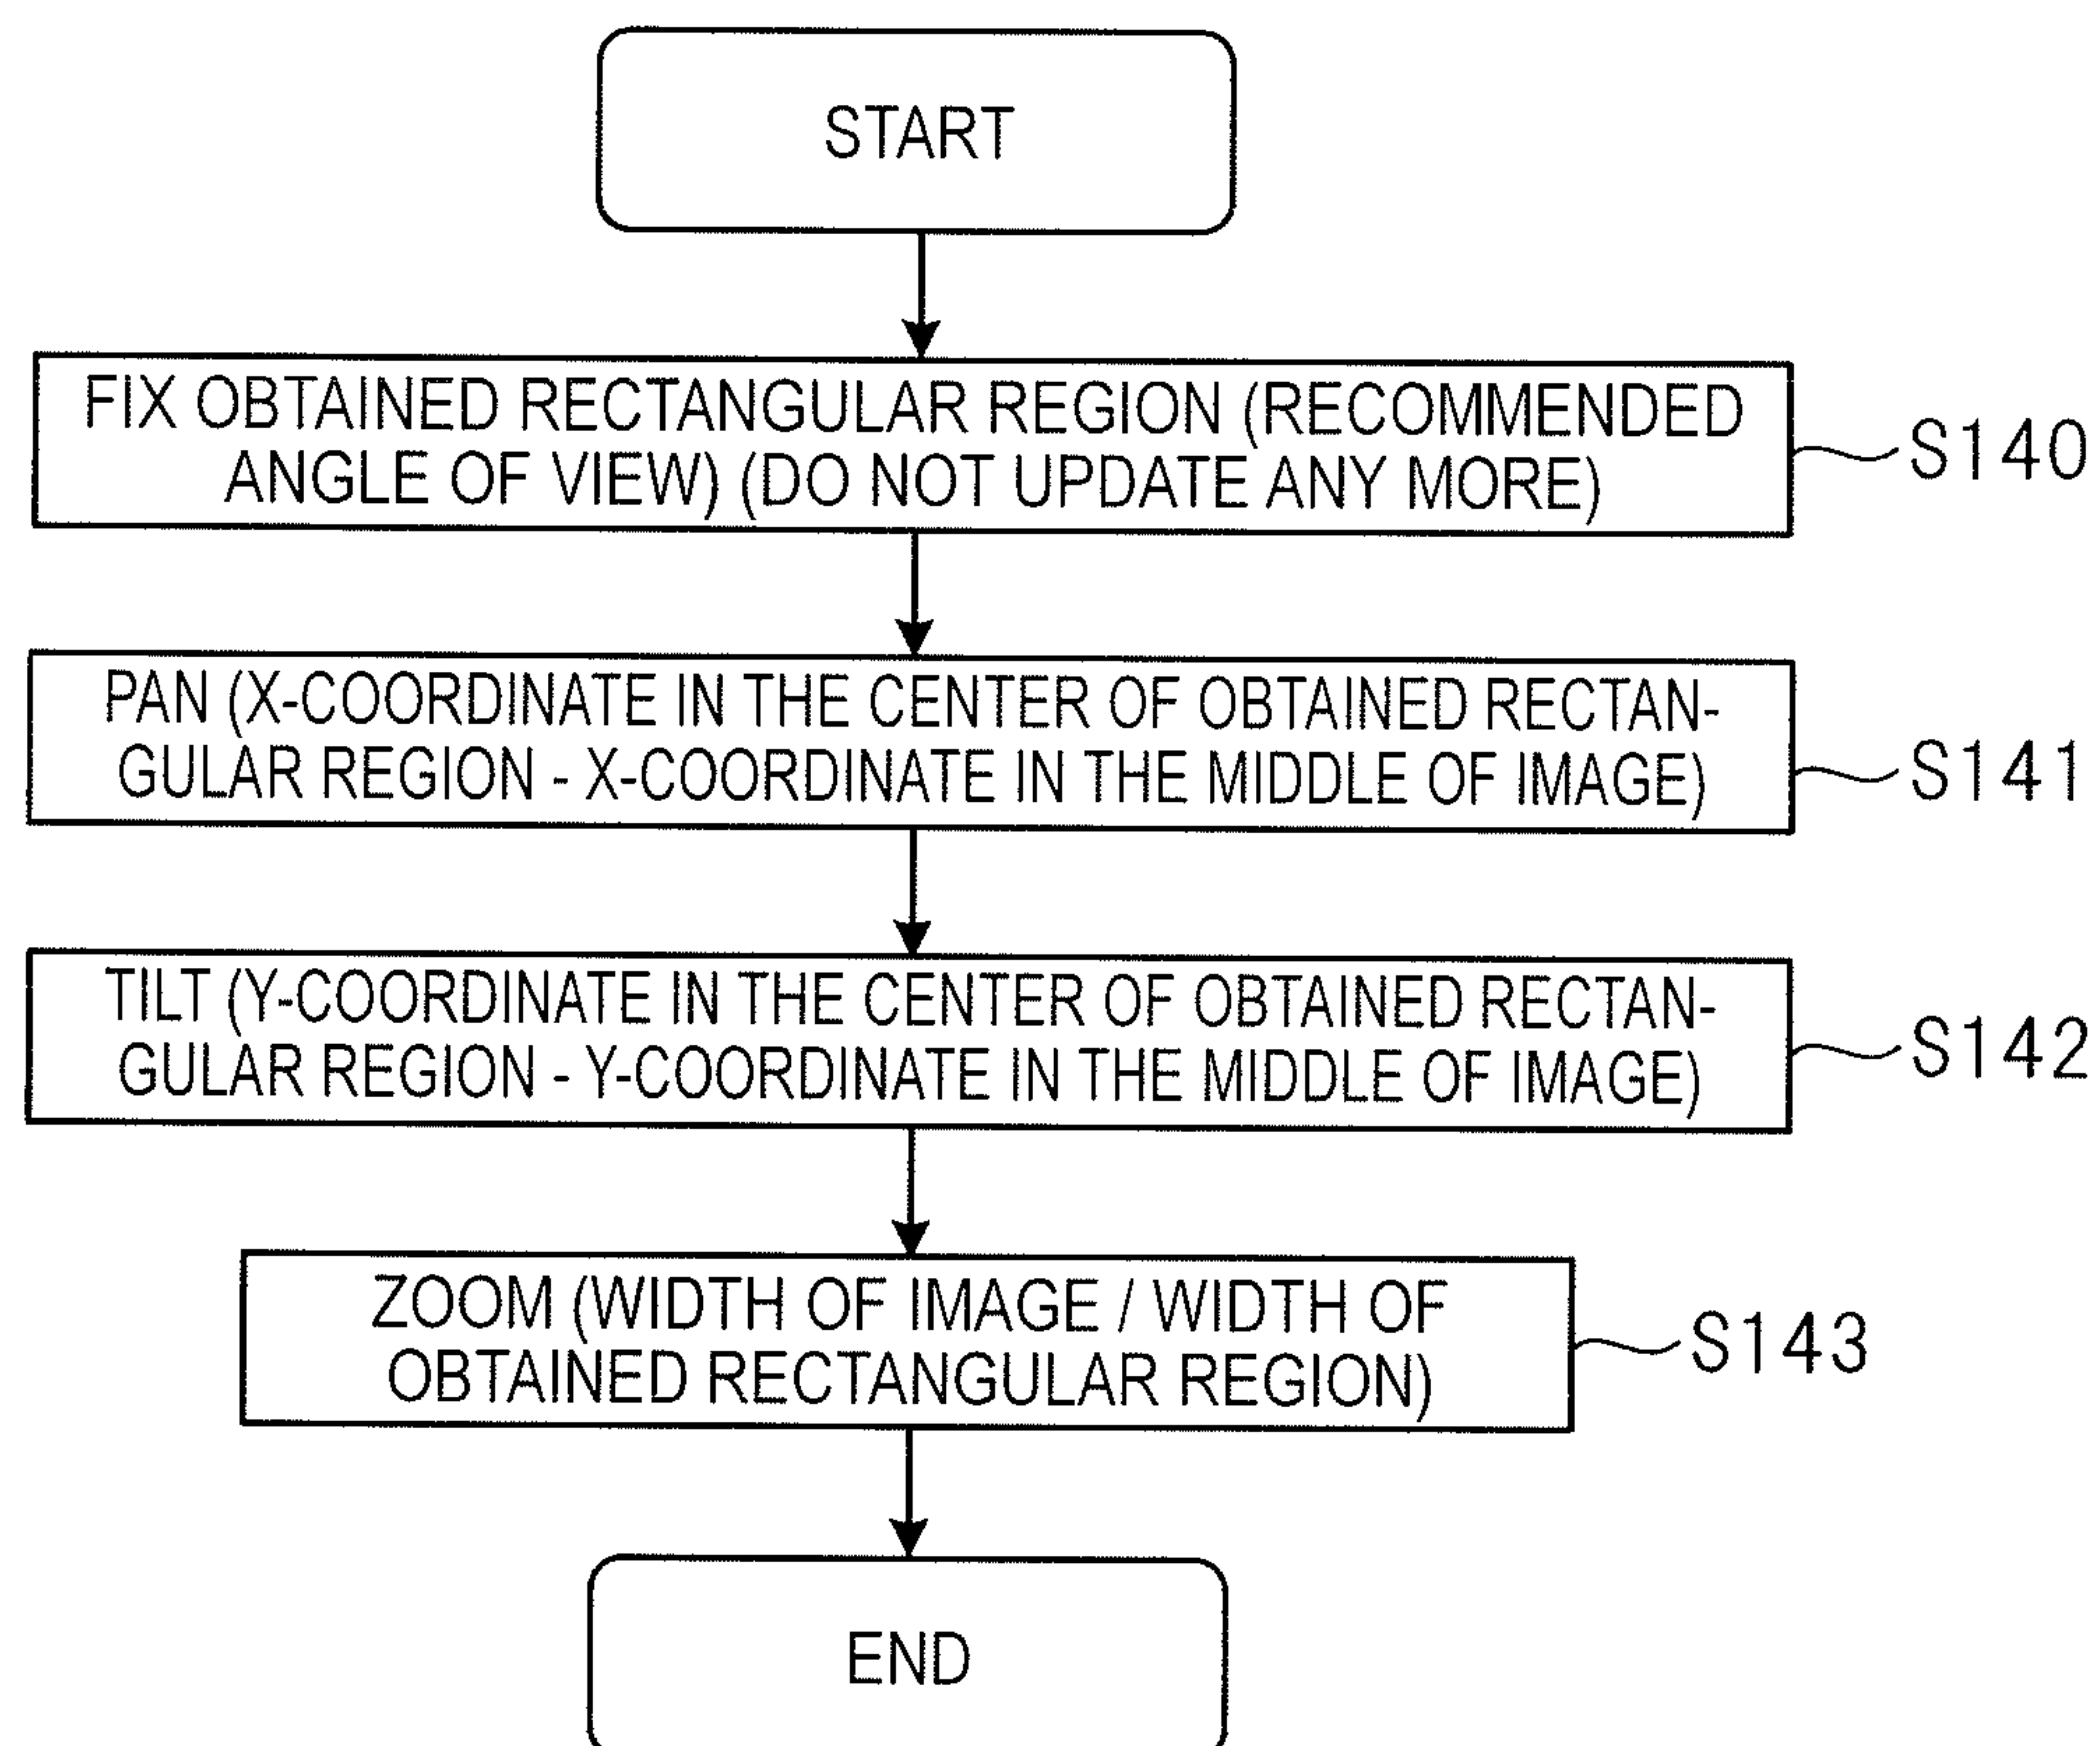 START
FIX OBTAINED RECTANGULAR REGION (RECOMMENDED
ANGLE OF VIEW) (DO NOT UPDATE ANY MORE)
S140
PAN (X-COORDINATE IN THE CENTER OF OBTAINED RECTAN-
GULAR REGION - X-COORDINATE IN THE MIDDLE OF IMAGE)
S141
TILT (Y-COORDINATE IN THE CENTER OF OBTAINED RECTAN-
GULAR REGION - Y-COORDINATE IN THE MIDDLE OF IMAGE)
S142
ZOOM (WIDTH OF IMAGE / WIDTH OF
OBTAINED RECTANGULAR REGION)
S143
END